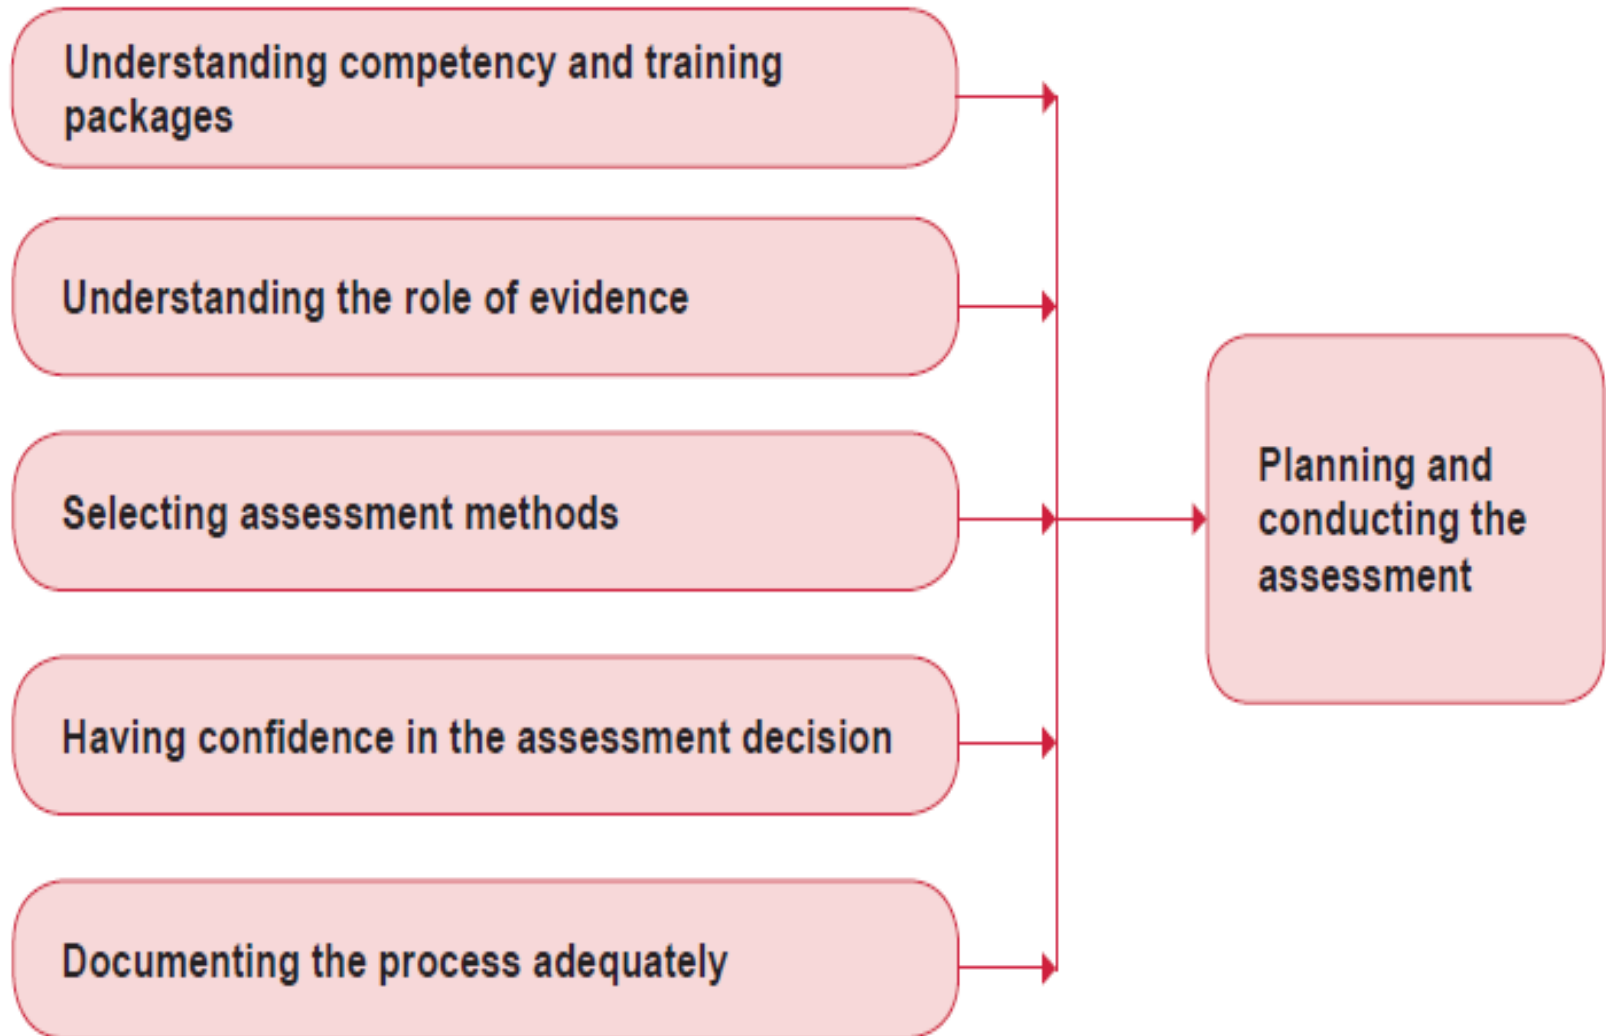 Understanding competency and training
packages
Understanding the role of evidence
Selecting assessment methods
Having confidence in the assessment decision
Documenting the process adequately
Planning and
conducting the
assessment